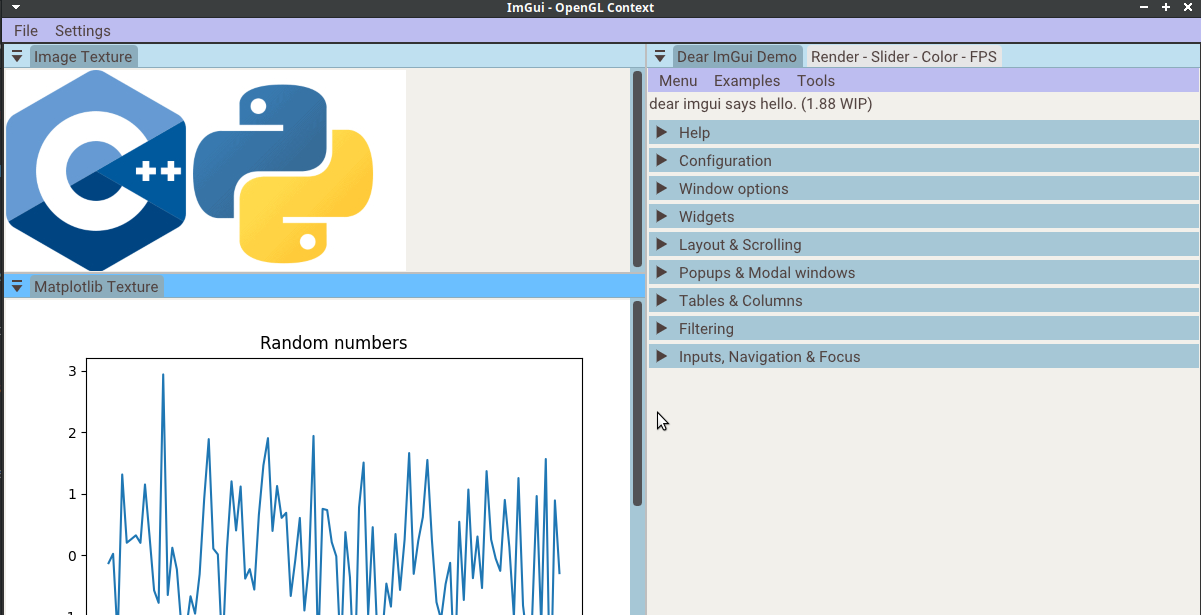 ImGui - OpenGL Context
File Settings
Image Texture
++
Matplotlib Texture
Random numbers
3
2
1
0
Dear ImGui Demo Render - Slider - Color - FPS
Menu Examples Tools
dear imgui says hello. (1.88 WIP)
Help
Configuration
Window options
Widgets
Layout & Scrolling
Popups & Modal windows
Tables & Columns
Filtering
Inputs, Navigation & Focus